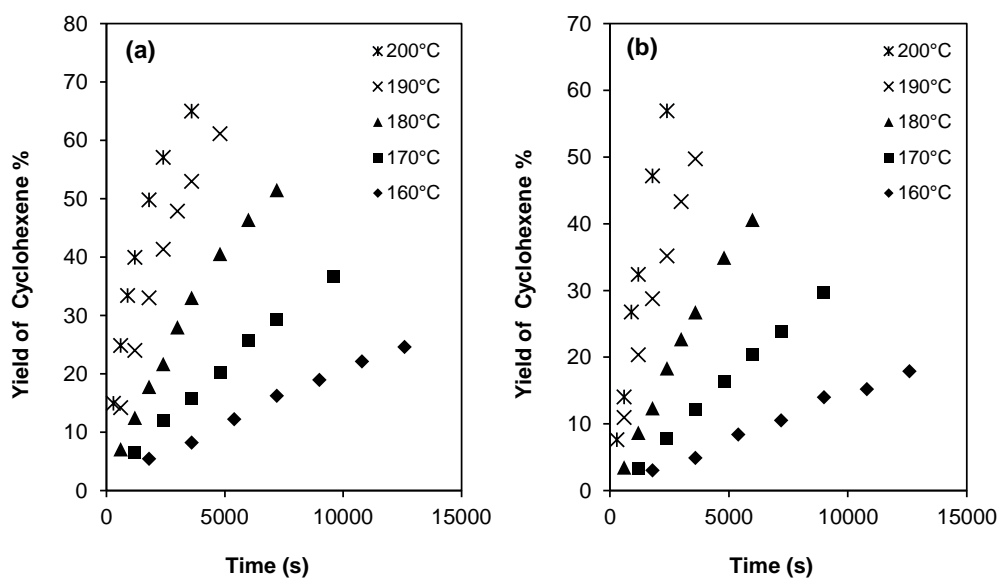 (a)
Yield of Cyclohexene %
80
70
60
50
40
30
20
10
0
0 5000 10000 15000
Time (s)
200°C
190°C
180°C
170°C
160°C
(b)
Yield of Cyclohexene %
70
60
50
40
30
20
10
0
0 5000 10000 15000
Time (s)
200°C
190°C
180°C
170°C
160°C